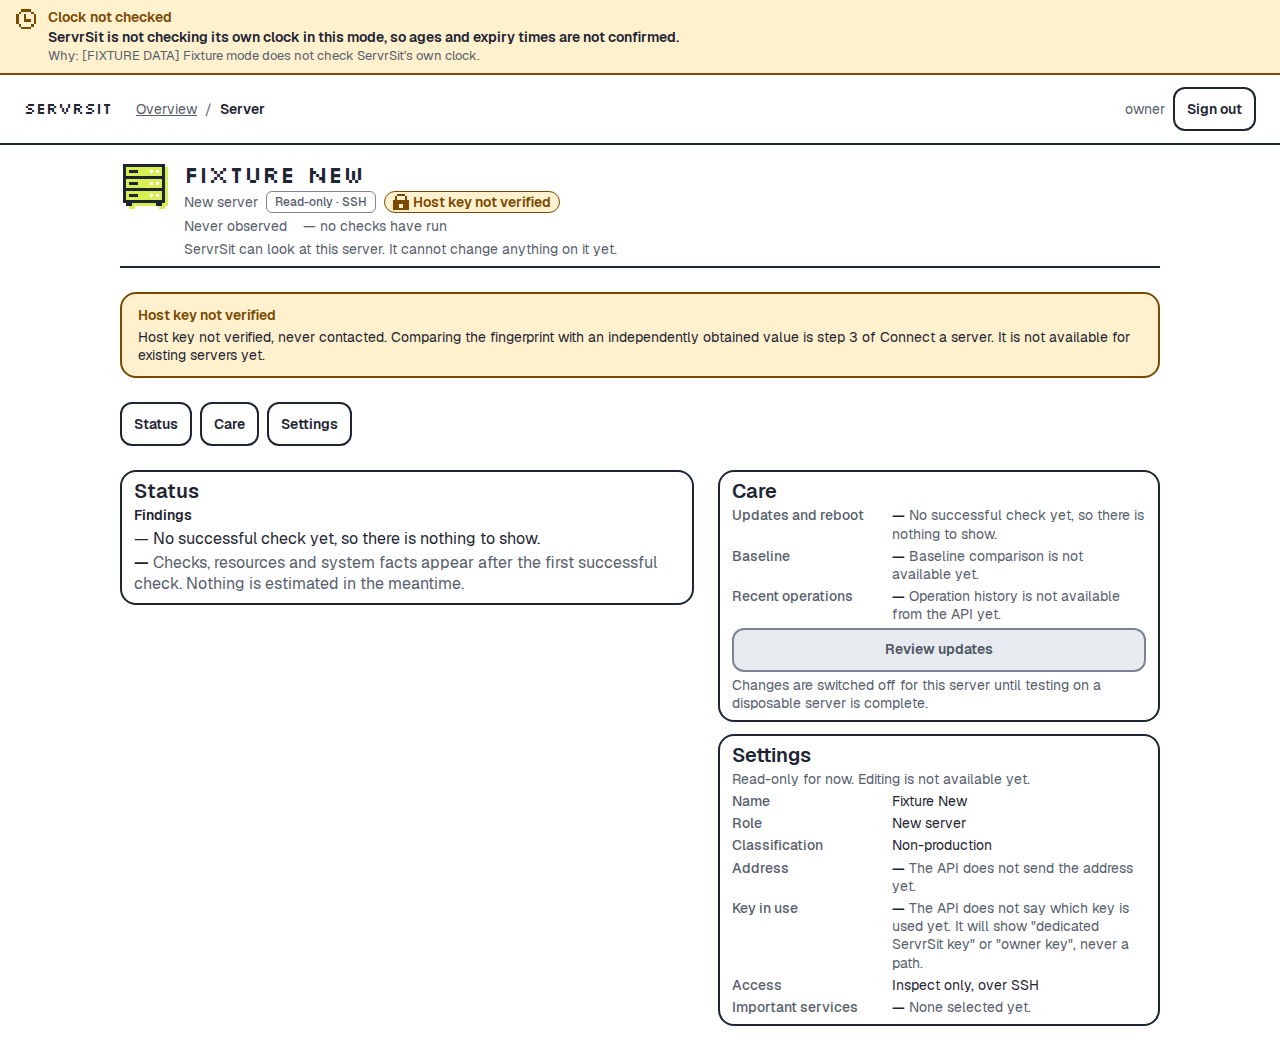 Clock not checked
ServrSit is not checking its own clock in this mode, so ages and expiry times are not confirmed.
Why: [FIXTURE DATA] Fixture mode does not check ServrSit's own clock.
SERVRSIT
Overview / Server
owner
Sign out
FIXTURE NEW
New server
Read-only · SSH
Host key not verified
Never observed — no checks have run
ServrSit can look at this server. It cannot change anything on it yet.
Host key not verified
Host key not verified, never contacted. Comparing the fingerprint with an independently obtained value is step 3 of Connect a server. It is not available for
existing servers yet.
Status
Care
Settings
Status
Findings
— No successful check yet, so there is nothing to show.
— Checks, resources and system facts appear after the first successful
check. Nothing is estimated in the meantime.
Care
Updates and reboot — No successful check yet, so there is
nothing to show.
Baseline — Baseline comparison is not
available yet.
Recent operations — Operation history is not available
from the API yet.
Review updates
Changes are switched off for this server until testing on a
disposable server is complete.
Settings
Read-only for now. Editing is not available yet.
Name Fixture New
Role New server
Classification Non-production
Address — The API does not send the address
yet.
Key in use — The API does not say which key is
used yet. It will show "dedicated
ServrSit key" or "owner key", never a
path.
Access Inspect only, over SSH
Important services — None selected yet.